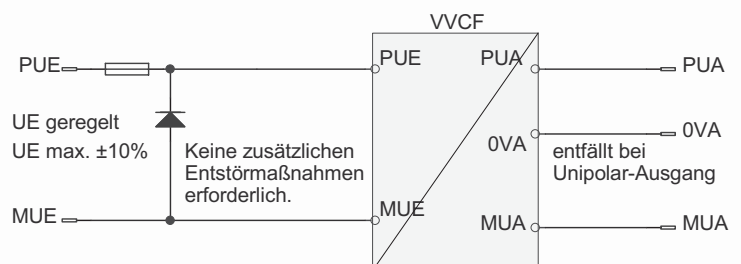 VVCF
PUE
PUE
PUA
PUA
UE geregelt
UE max. ±10%
Keine zusätzlichen
Entstörmaßnahmen
erforderlich.
0VA
0VA
entfällt bei
Unipolar-Ausgang
MUE
MUE
MUA
MUA